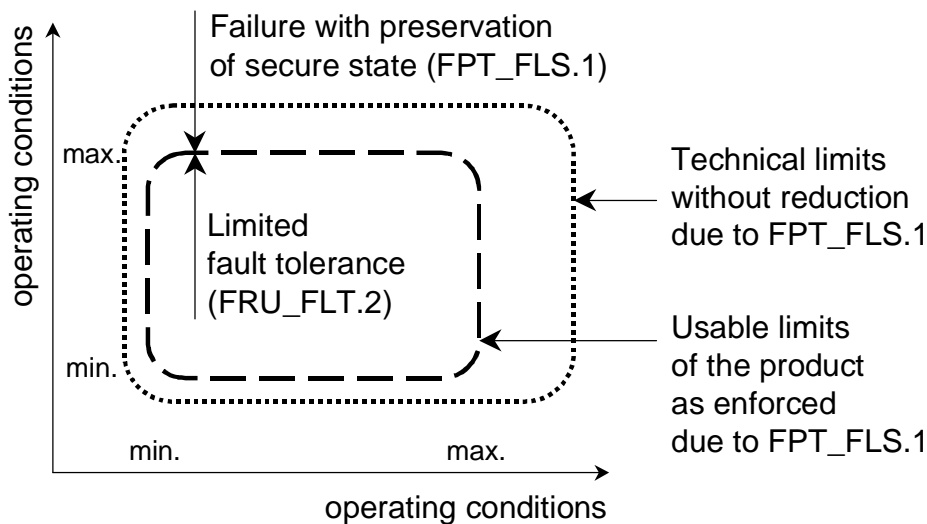 Failure with preservation
of secure state (FPT_FLS.1)
operating conditions
max.
Limited
fault tolerance
(FRU_FLT.2)
min.
Technical limits
without reduction
due to FPT_FLS.1
Usable limits
of the product
as enforced
due to FPT_FLS.1
min.
max.
operating conditions